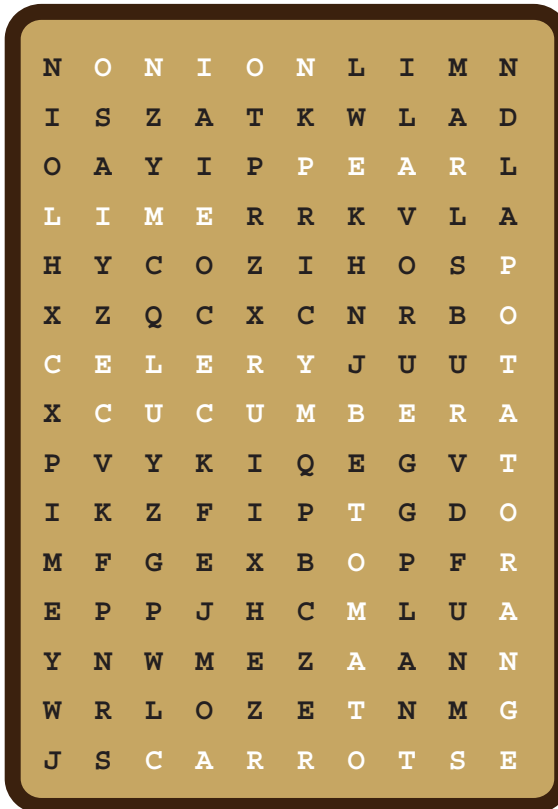 N O N I O N L I M N
I S Z A T K W L A D
O A Y I P P E A R L
L I M E R R K V L A
H Y C O Z I H O S P
X Z Q C X C N R B O
C E L E R Y J U U T
X C U C U M B E R A
P V Y K I Q E G V T
I K Z F I P T G D O
M F G E X B O P F R
E P P J H C M L U A
Y N W M E Z A A N N
W R L O Z E T N M G
J S C A R R O T S E